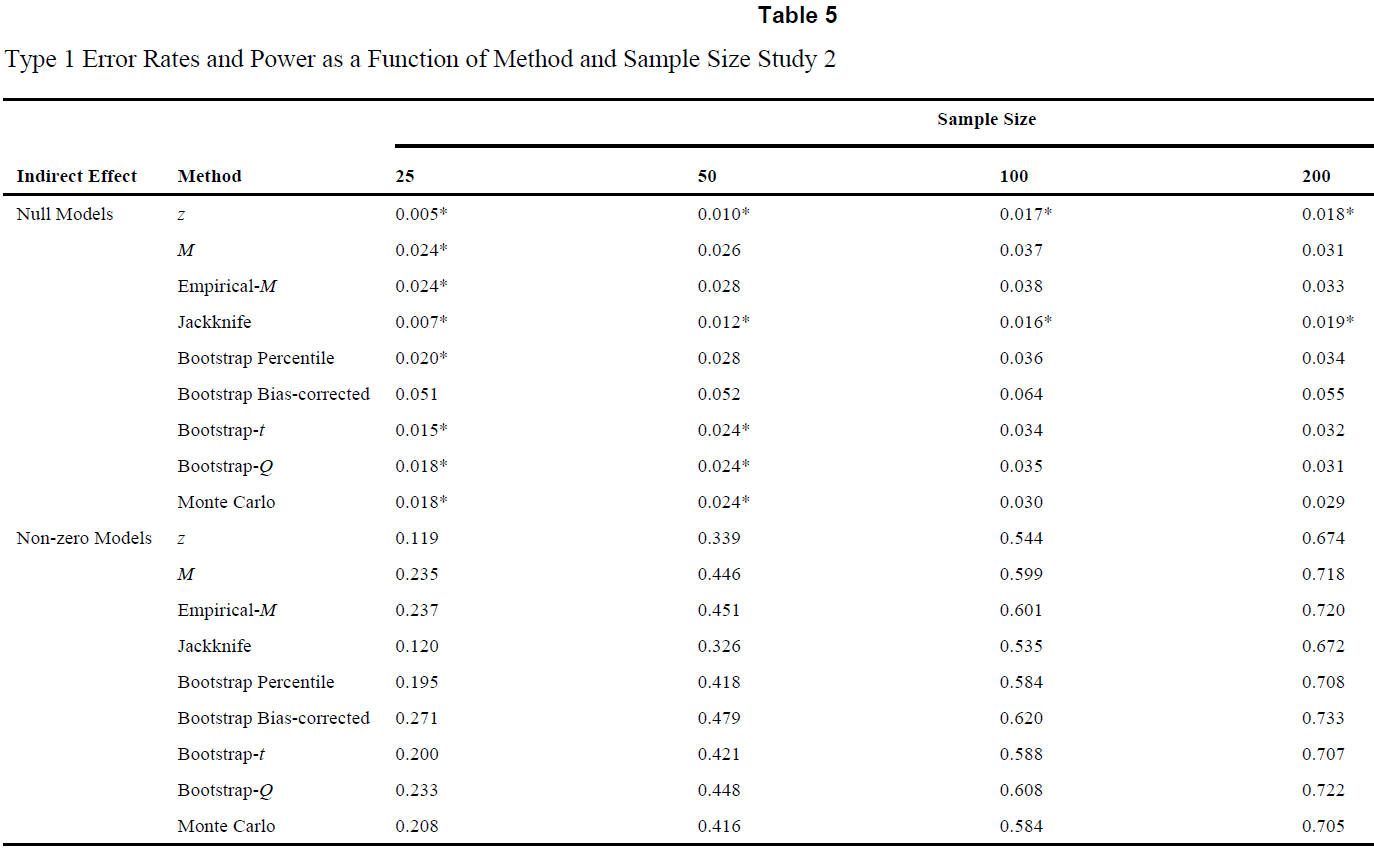 Table 5
Type 1 Error Rates and Power as a Function of Method and Sample Size Study 2
Sample Size
Indirect Effect Method 25 50 100 200
Null Models z 0.005* 0.010* 0.017* 0.018*
M 0.024* 0.026 0.037 0.031
Empirical-M 0.024* 0.028 0.038 0.033
Jackknife 0.007* 0.012* 0.016* 0.019*
Bootstrap Percentile 0.020* 0.028 0.036 0.034
Bootstrap Bias-corrected 0.051 0.052 0.064 0.055
Bootstrap-t 0.015* 0.024* 0.034 0.032
Bootstrap-Q 0.018* 0.024* 0.035 0.031
Monte Carlo 0.018* 0.024* 0.030 0.029
Non-zero Models z 0.119 0.339 0.544 0.674
M 0.235 0.446 0.599 0.718
Empirical-M 0.237 0.451 0.601 0.720
Jackknife 0.120 0.326 0.535 0.672
Bootstrap Percentile 0.195 0.418 0.584 0.708
Bootstrap Bias-corrected 0.271 0.479 0.620 0.733
Bootstrap-t 0.200 0.421 0.588 0.707
Bootstrap-Q 0.233 0.448 0.608 0.722
Monte Carlo 0.208 0.416 0.584 0.705